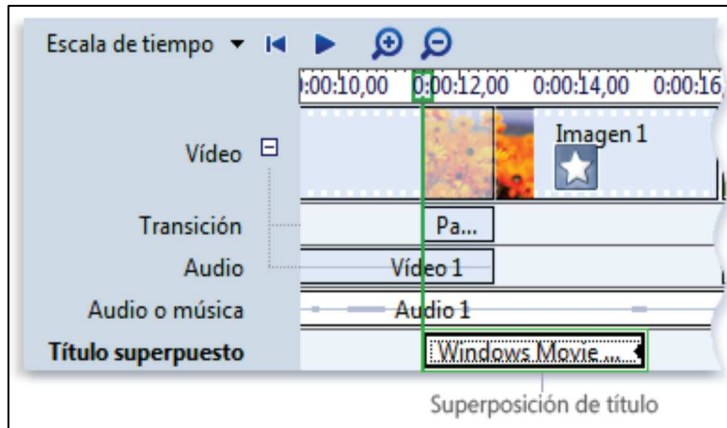 Escala de tiempo
0:00:10,00 0:00:12,00 0:00:14,00 0:00:16,
Vídeo
Imagen 1
Transición
Pa...
Audio
Vídeo 1
Audio o música
Audio 1
Título superpuesto
Windows Movie ...
Superposición de título